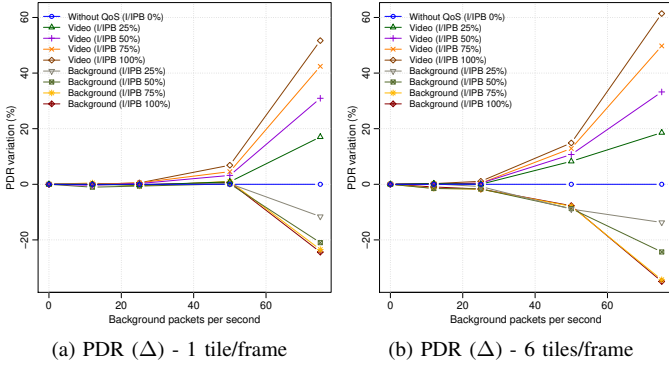 Without QoS (I/IPB 0%)
Video (I/IPB 25%)
Video (I/IPB 50%)
Video (I/IPB 75%)
Video (I/IPB 100%)
Background (I/IPB 25%)
Background (I/IPB 50%)
Background (I/IPB 75%)
Background (I/IPB 100%)
PDR variation (%)
60
40
20
0
−20
0 20 40 60
Background packets per second
(a) PDR (Δ) - 1 tile/frame
Without QoS (I/IPB 0%)
Video (I/IPB 25%)
Video (I/IPB 50%)
Video (I/IPB 75%)
Video (I/IPB 100%)
Background (I/IPB 25%)
Background (I/IPB 50%)
Background (I/IPB 75%)
Background (I/IPB 100%)
PDR variation (%)
60
40
20
0
−20
0 20 40 60
Background packets per second
(b) PDR (Δ) - 6 tiles/frame